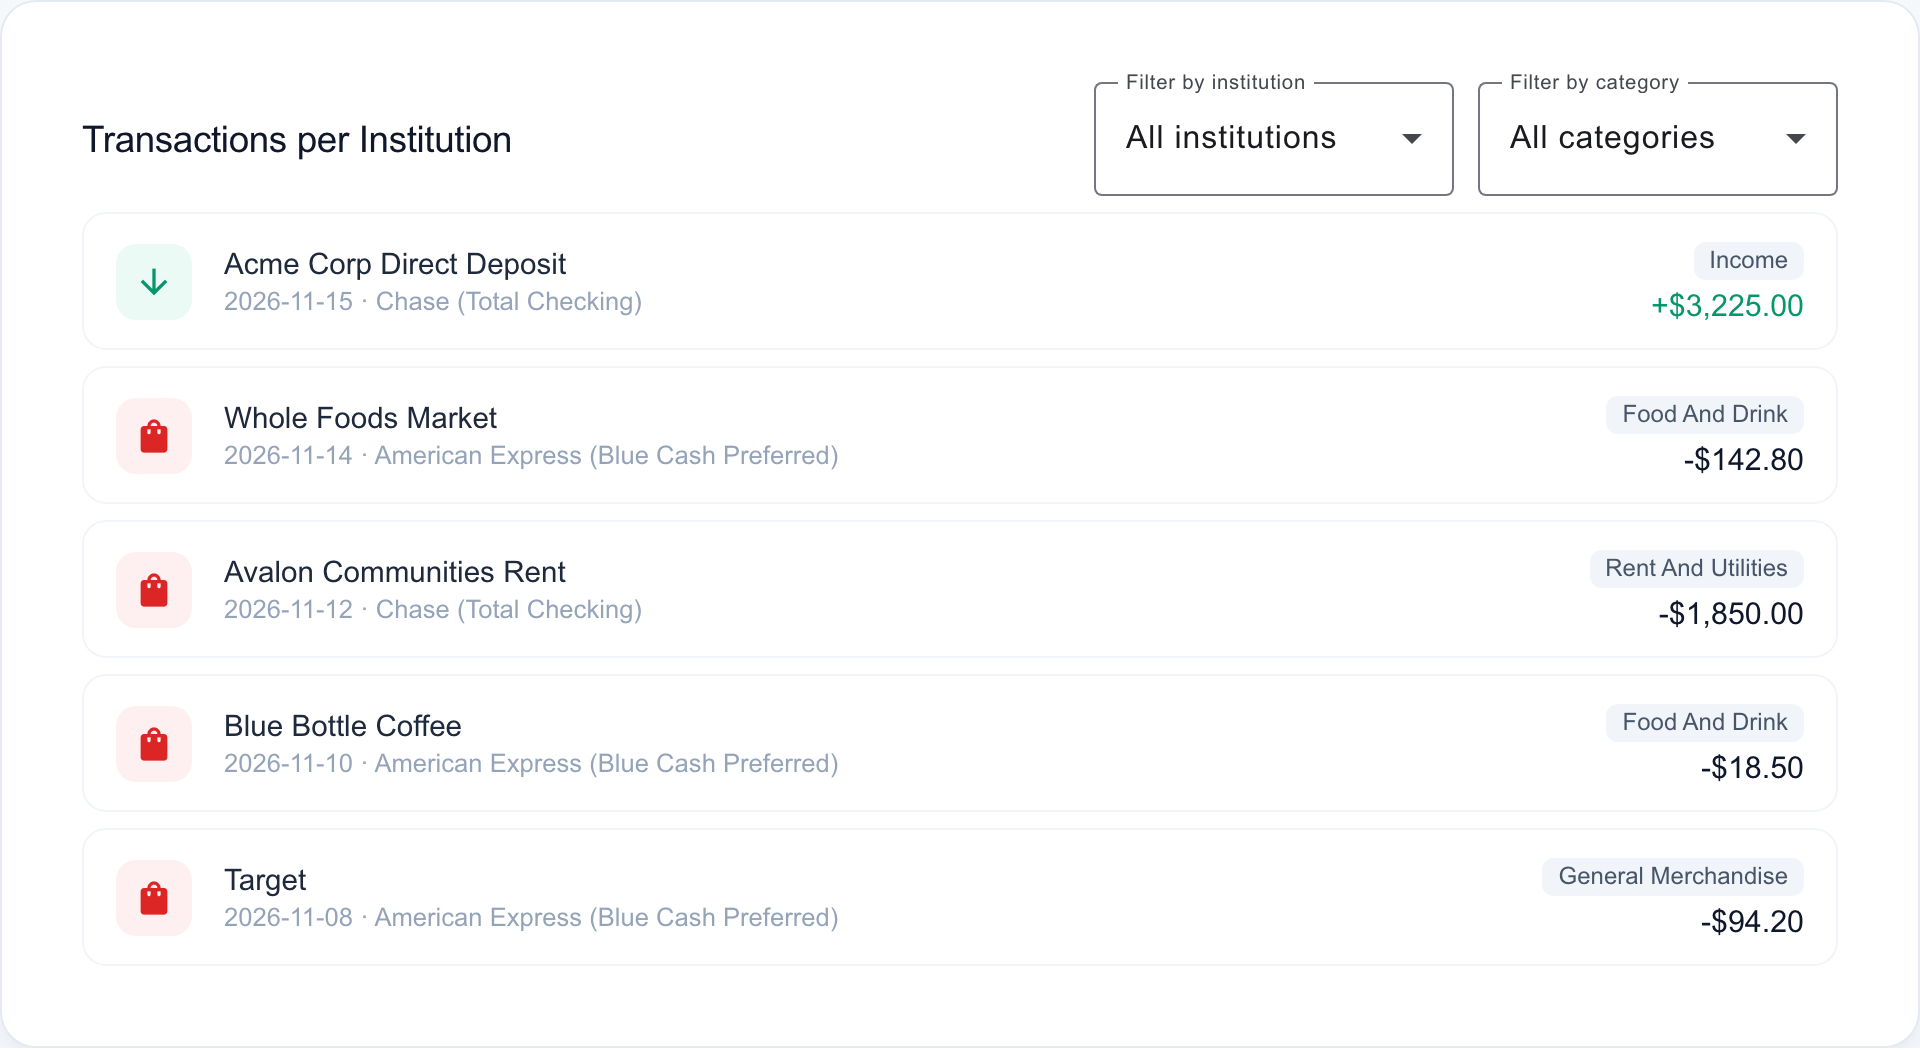 Filter by institution
Filter by category
Transactions per Institution
All institutions
All categories
Acme Corp Direct Deposit
2026-11-15 · Chase (Total Checking)
Income
+$3,225.00
Whole Foods Market
2026-11-14 · American Express (Blue Cash Preferred)
Food And Drink
-$142.80
Avalon Communities Rent
2026-11-12 · Chase (Total Checking)
Rent And Utilities
-$1,850.00
Blue Bottle Coffee
2026-11-10 · American Express (Blue Cash Preferred)
Food And Drink
-$18.50
Target
2026-11-08 · American Express (Blue Cash Preferred)
General Merchandise
-$94.20